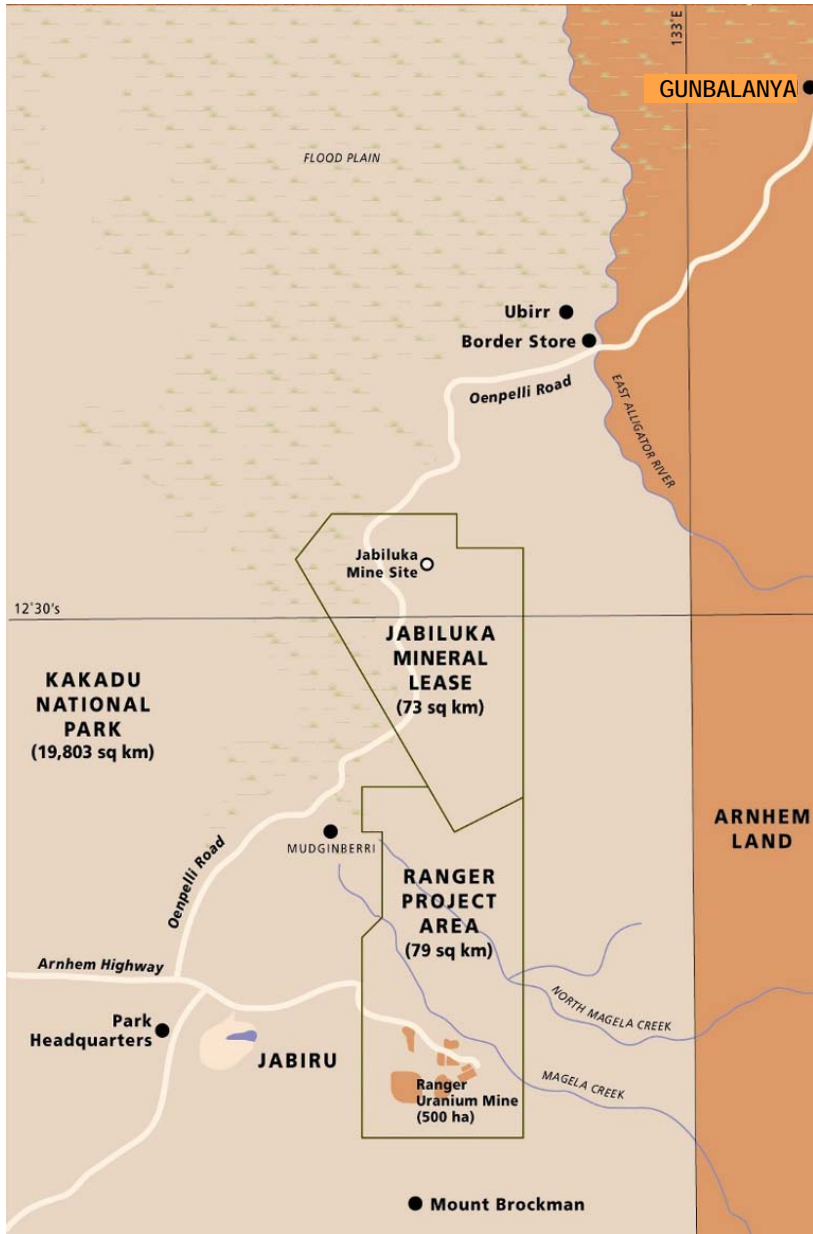 133°E
GUNBALANYA
FLOOD PLAIN
Ubirr
Border Store
Oenpelli Road
EAST ALLIGATOR RIVER
Jabiluka
Mine Site
12°30's
JABILUKA
MINERAL
LEASE
(73 sq km)
KAKADU
NATIONAL
PARK
(19,803 sq km)
ARNHEM
LAND
MUDGINBERRI
Oenpelli Road
RANGER
PROJECT
AREA
(79 sq km)
Arnhem Highway
NORTH MAGELA CREEK
Park
Headquarters
JABIRU
MAGELA CREEK
Ranger
Uranium Mine
(500 ha)
Mount Brockman